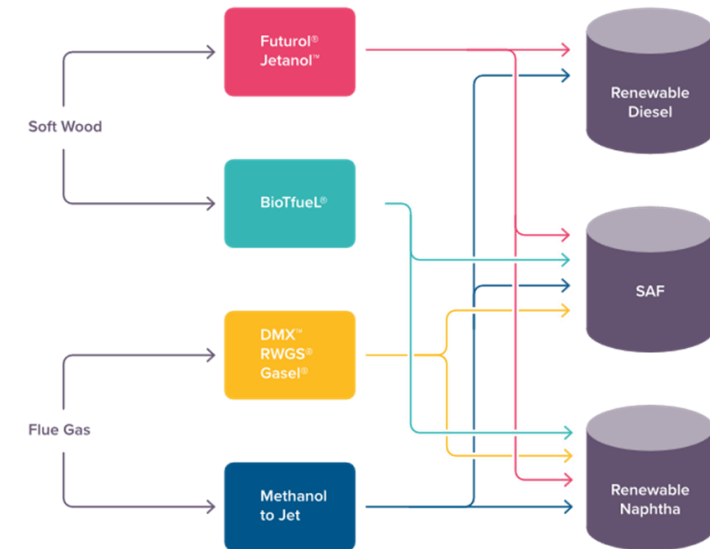 Futurol®
Jetanol™
Renewable
Diesel
Soft Wood
BioTfueL®
SAF
DMX™
RWGS®
Gasel®
Flue Gas
Methanol
to Jet
Renewable
Naphtha